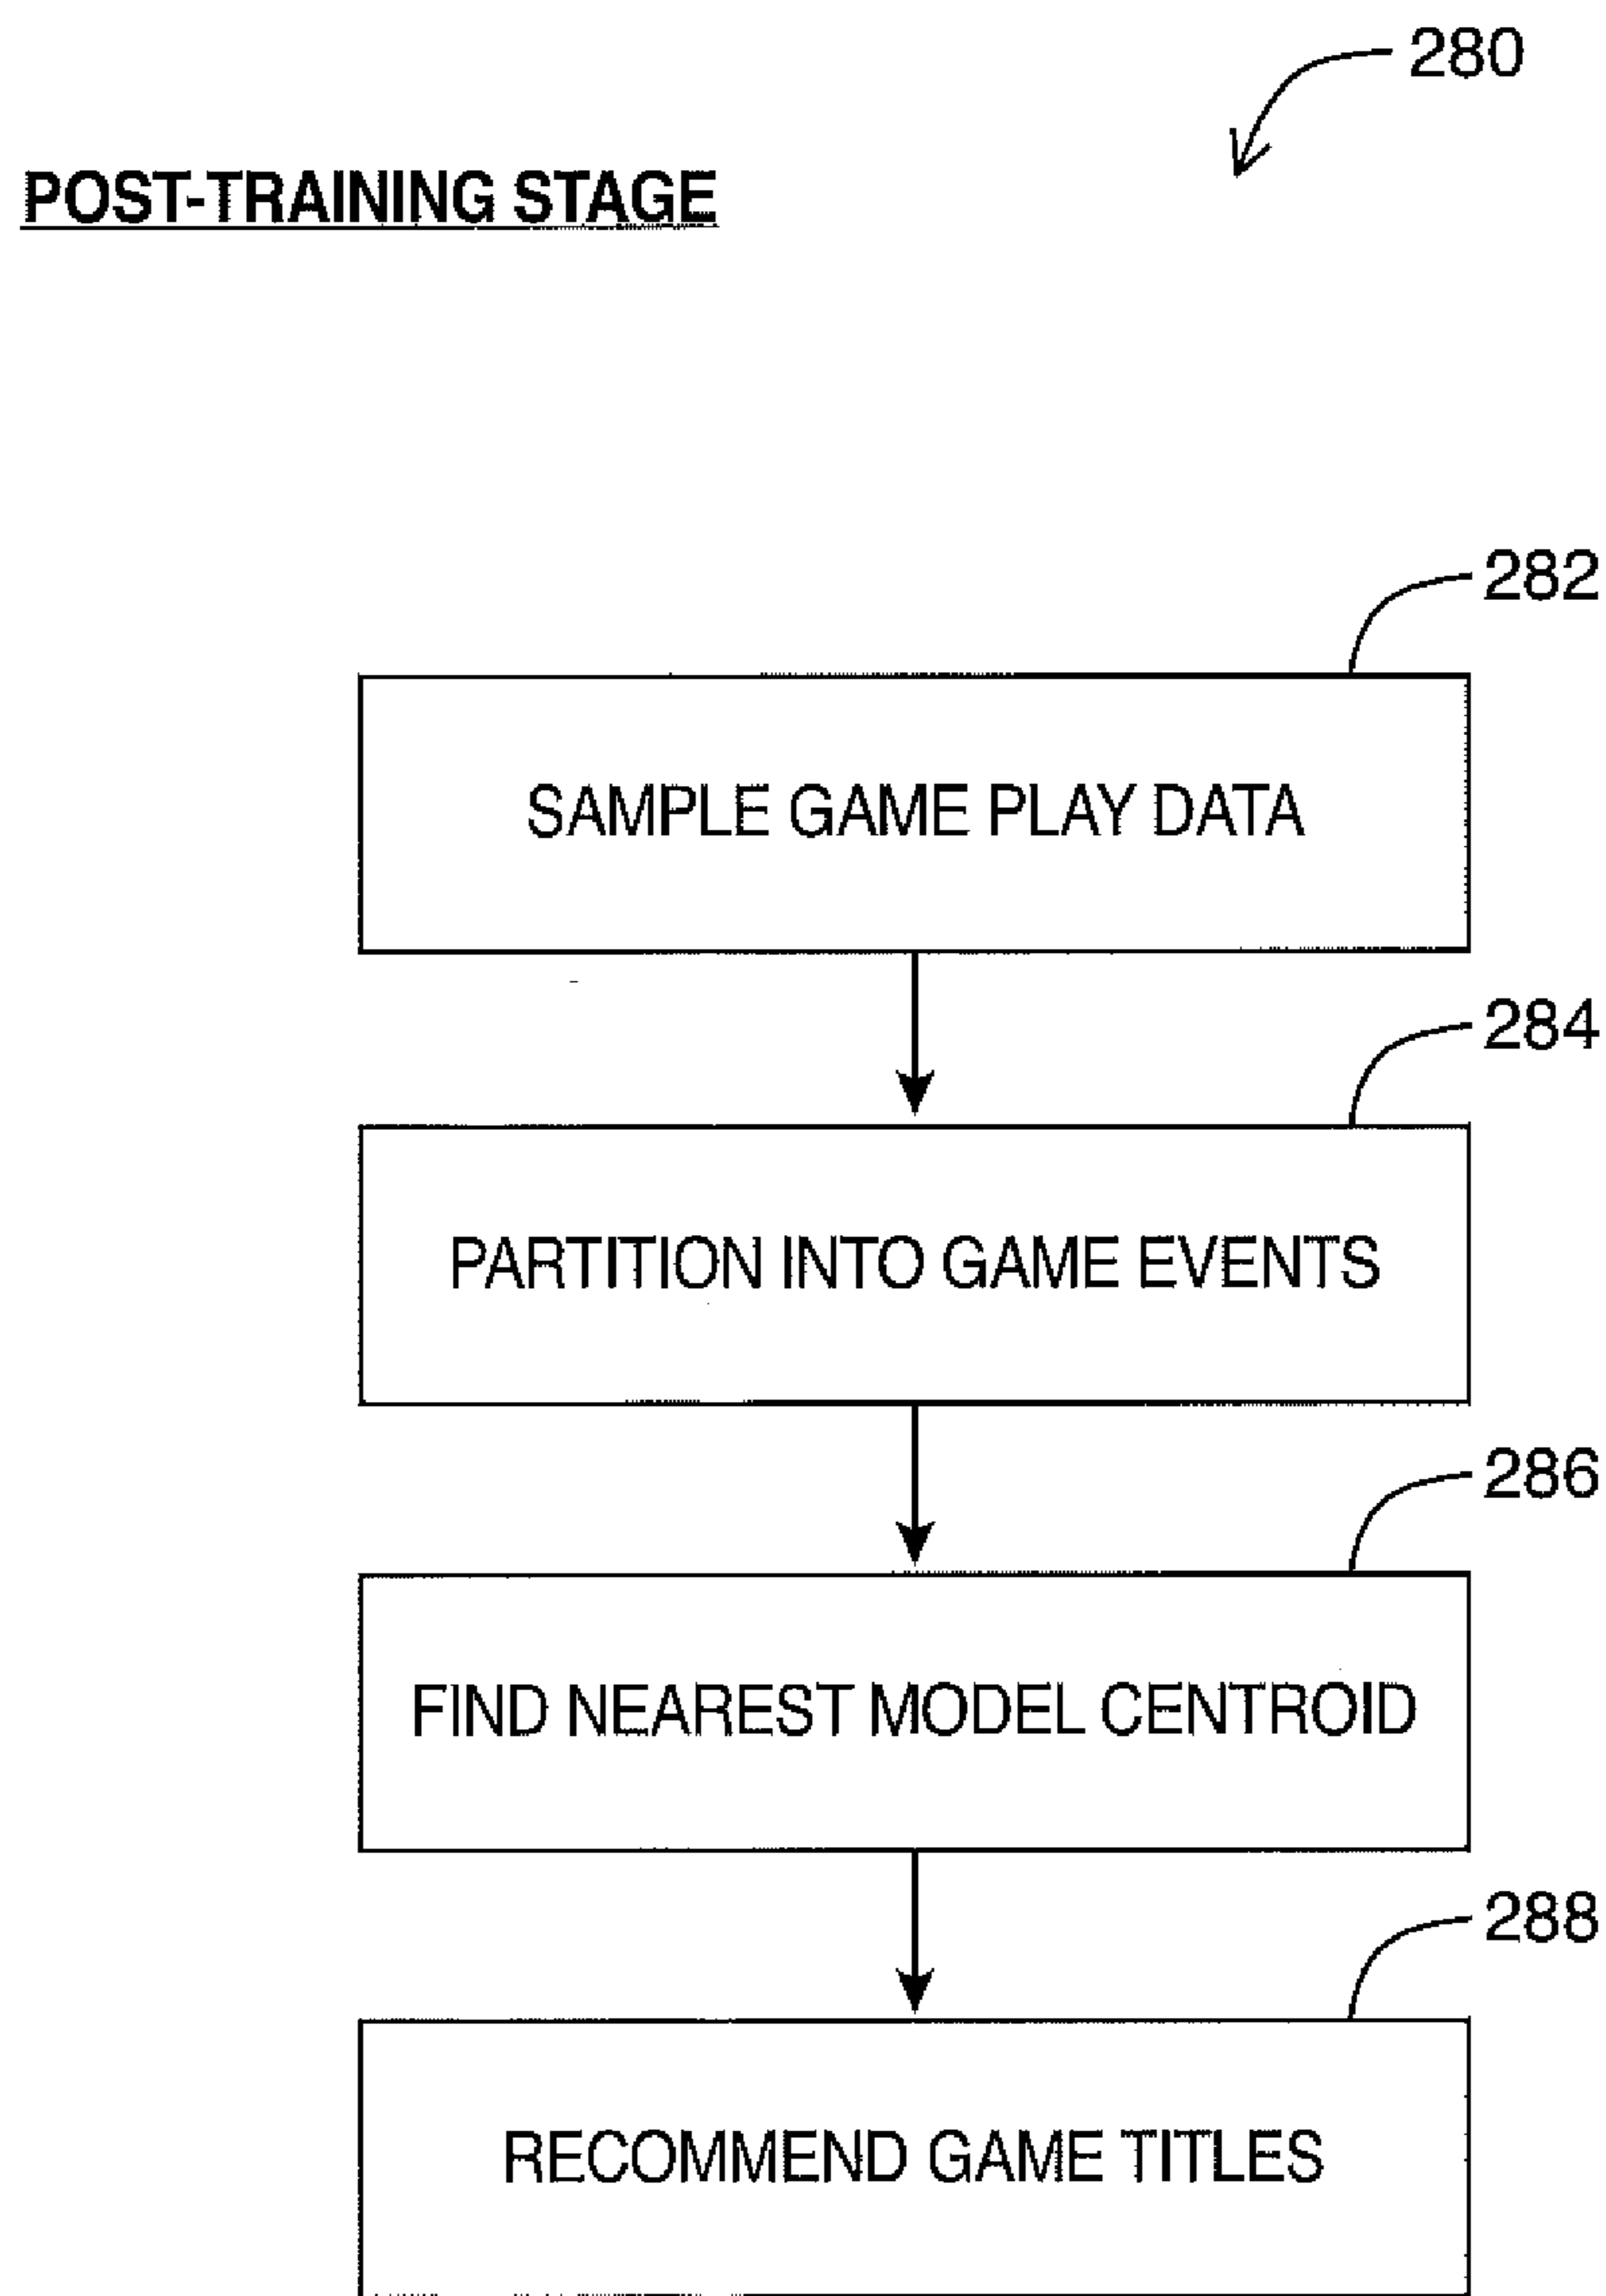 280
POST-TRAINING STAGE
282
SAMPLE GAME PLAY DATA
284
PARTITION INTO GAME EVENTS
286
FIND NEAREST MODEL CENTROID
288
RECOMMEND GAME TITLES